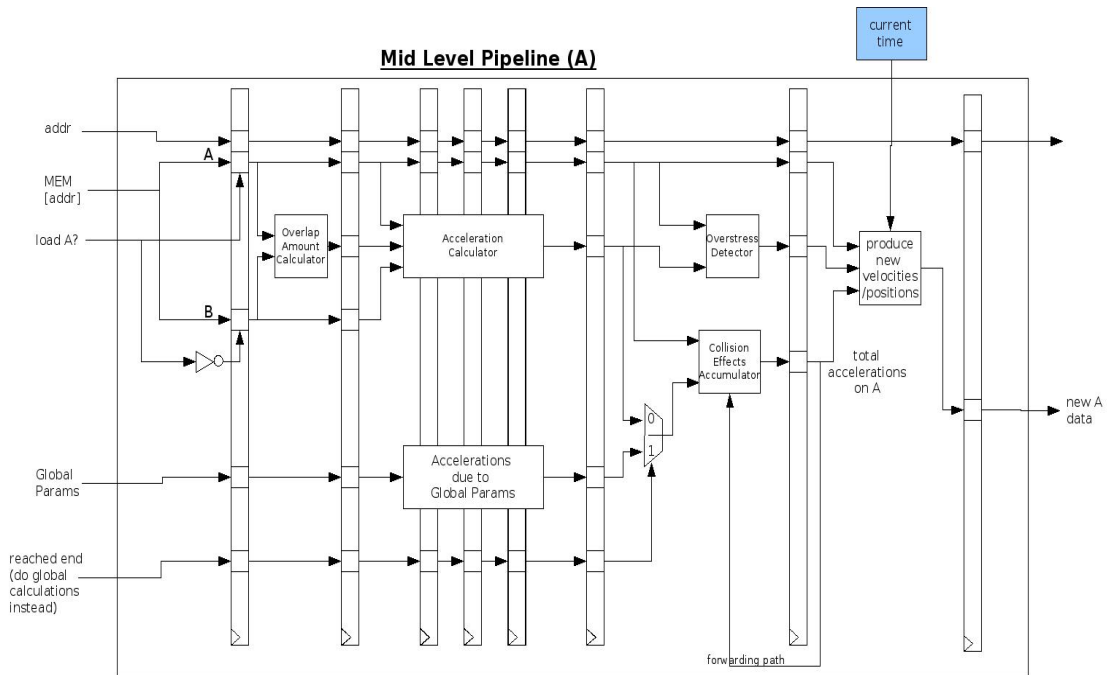 current
time
Mid Level Pipeline (A)
addr
A
MEM
[addr]
load A?
Overlap
Amount
Calculator
Acceleration
Calculator
Overstress
Detector
produce
new
velocities
/positions
B
Collision
Effects
Accumulator
total
accelerations
on A
new A
data
0
1
Global
Params
Accelerations
due to
Global Params
reached end
(do global
calculations
instead)
forwarding path